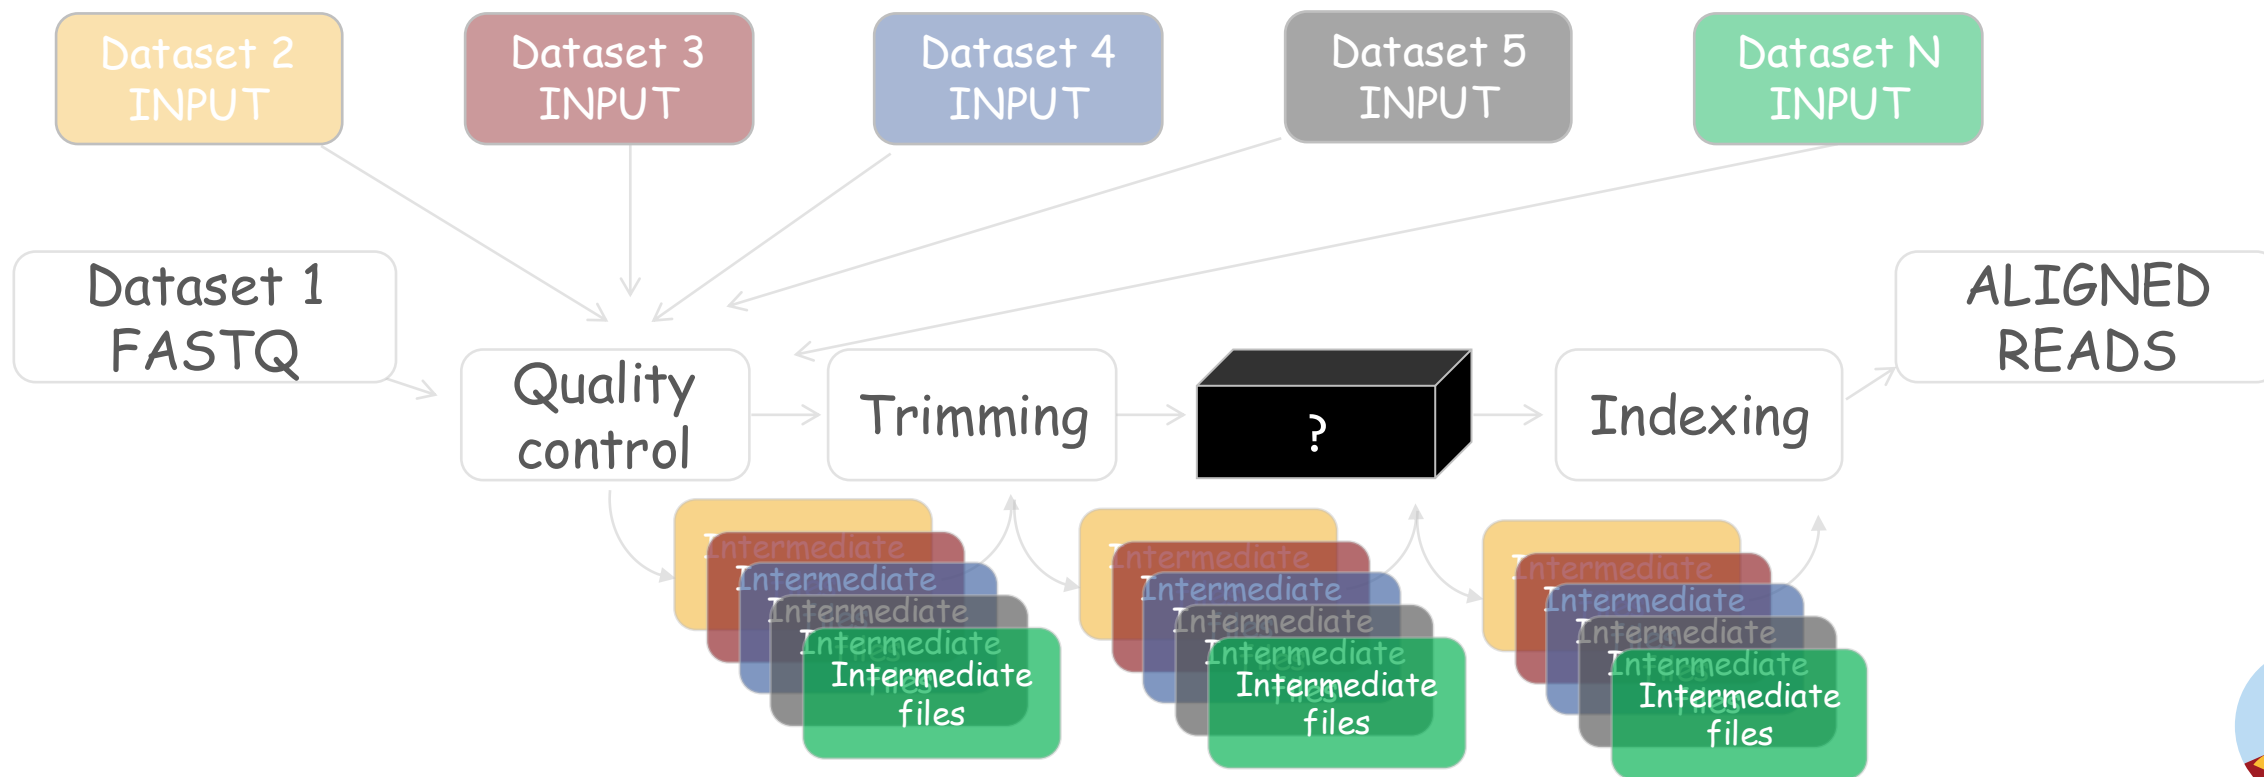 Dataset 2
INPUT
Dataset 3
INPUT
Dataset 4
INPUT
Dataset 5
INPUT
Dataset N
INPUT
Dataset 1
FASTQ
Quality
control
Trimming
?
Indexing
ALIGNED
READS
Intermediate
Intermediate
Intermediate
Intermediate
Intermediate
files
Intermediate
Intermediate
Intermediate
Intermediate
Intermediate
files
Intermediate
Intermediate
Intermediate
Intermediate
Intermediate
files